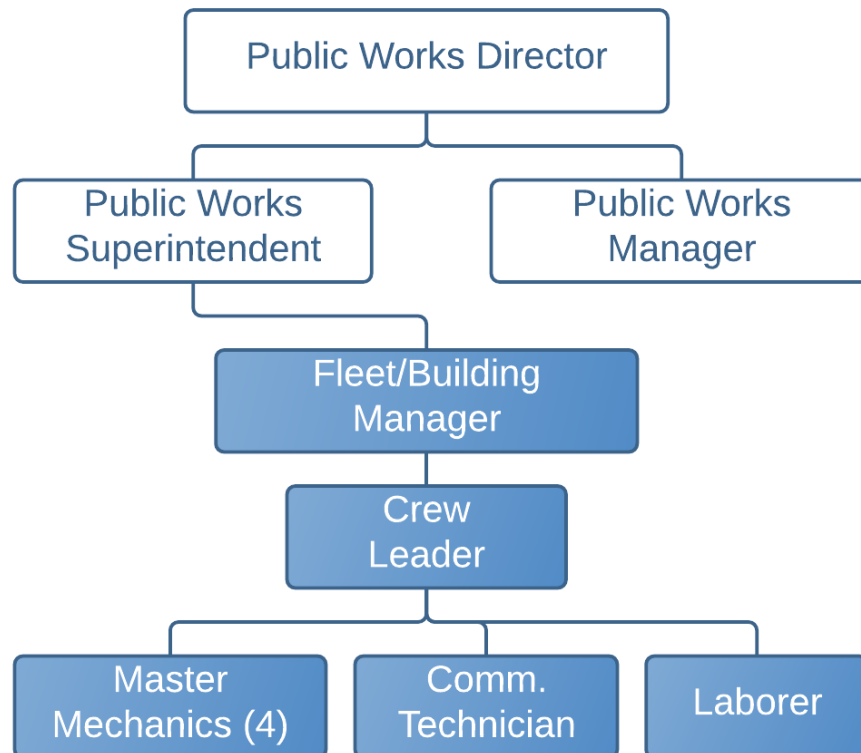 Public Works Director
Public Works
Superintendent
Public Works
Manager
Fleet/Building
Manager
Crew
Leader
Master
Mechanics (4)
Comm.
Technician
Laborer